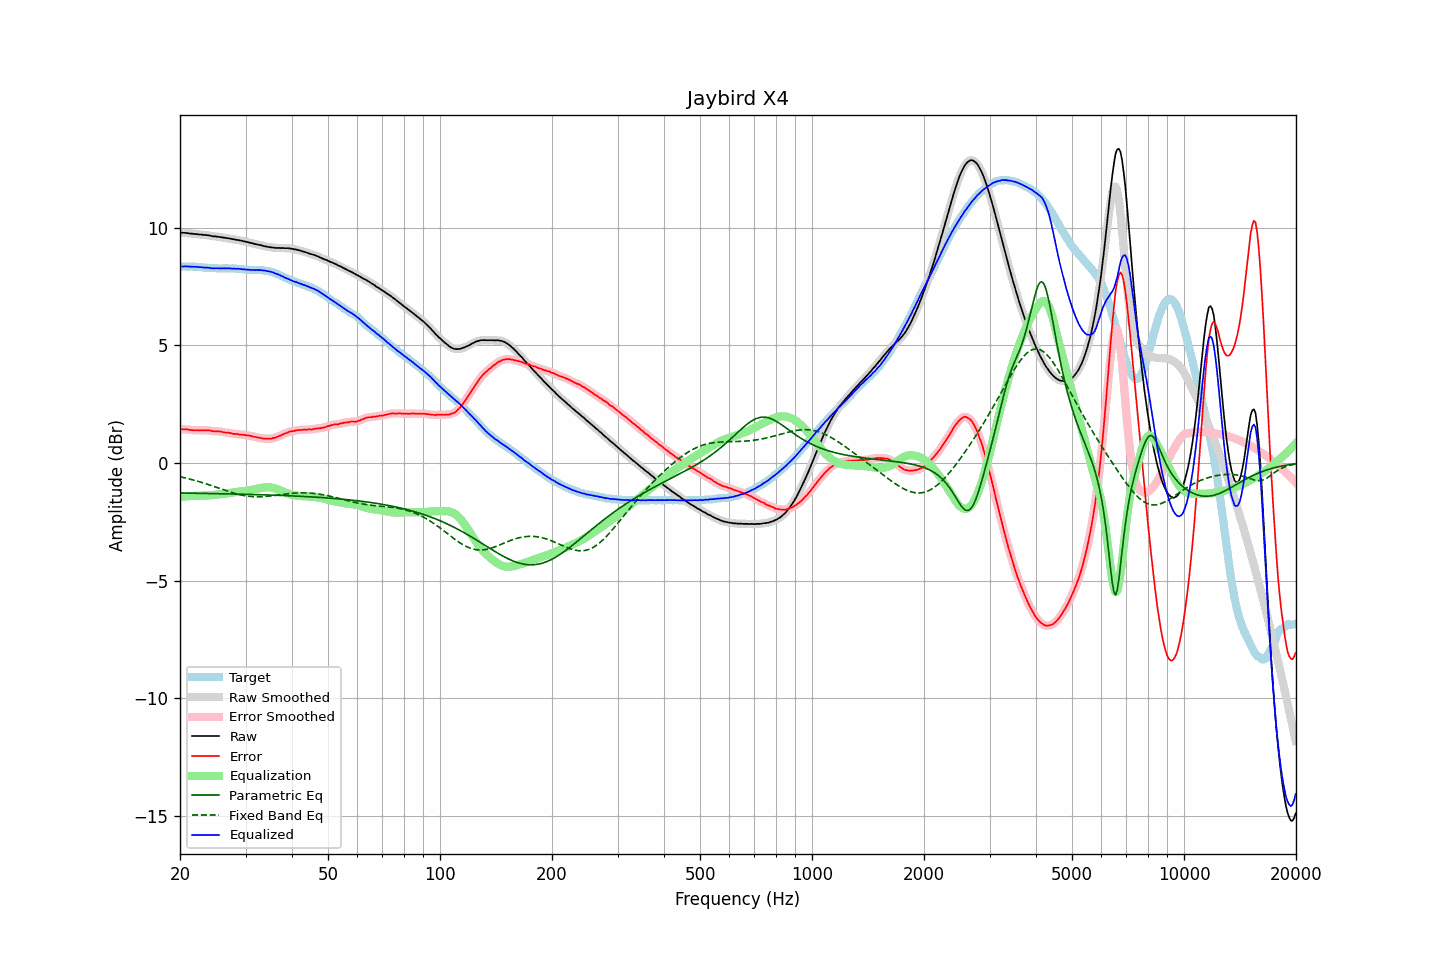 Jaybird X4
Amplitude (dBr)
10
5
0
−5
−10
−15
Target
Raw Smoothed
Error Smoothed
Raw
Error
Equalization
Parametric Eq
Fixed Band Eq
Equalized
20 50 100 200 500 1000 2000 5000 10000 20000
Frequency (Hz)